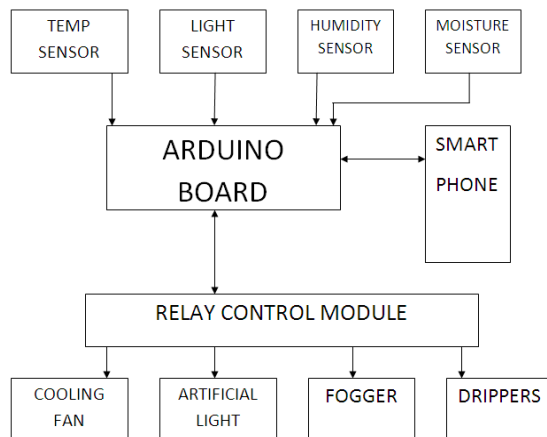 TEMP
SENSOR
LIGHT
SENSOR
HUMIDITY
SENSOR
MOISTURE
SENSOR
ARDUINO
BOARD
SMART
PHONE
RELAY CONTROL MODULE
COOLING
FAN
ARTIFICIAL
LIGHT
FOGGER
DRIPPERS